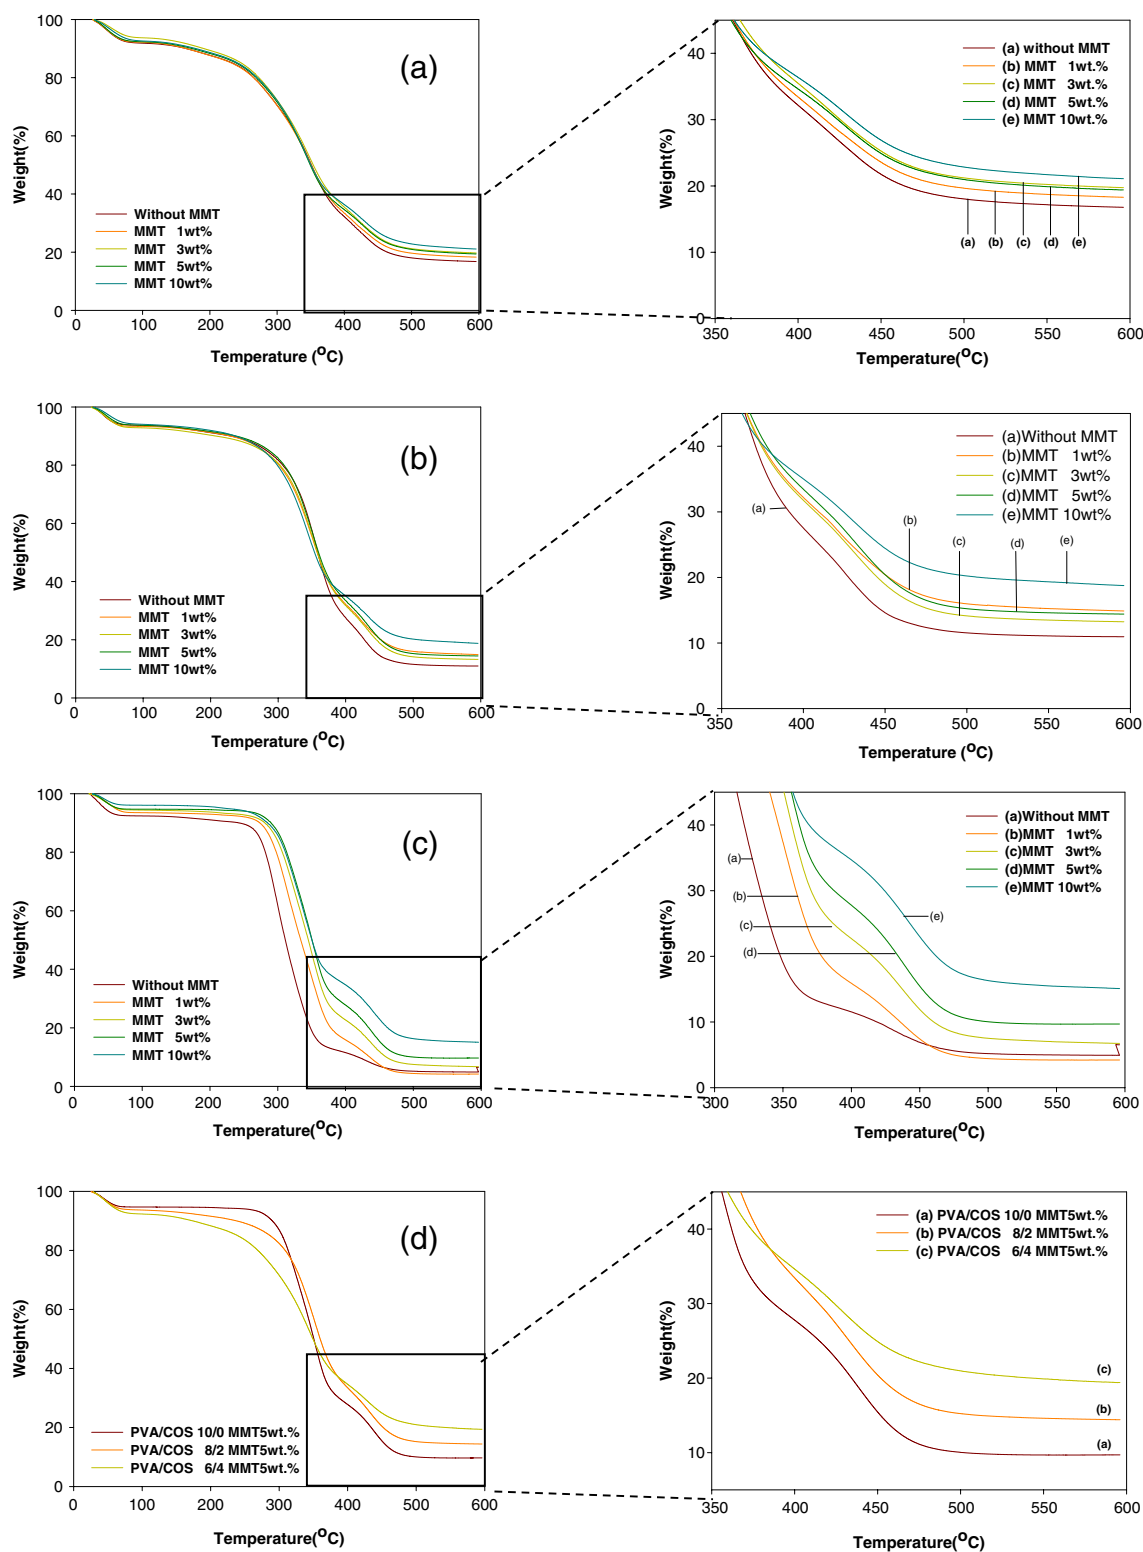 100
80
60
40
20
0
Weight(%)
(a)
Without MMT
MMT 1wt%
MMT 3wt%
MMT 5wt%
MMT 10wt%
0 100 200 300 400 500 600
Temperature (OC)
40
30
20
10
0
Weight(%)
(a) without MMT
(b) MMT 1wt.%
(c) MMT 3wt.%
(d) MMT 5wt.%
(e) MMT 10wt.%
(a) (b) (c) (d) (e)
350 400 450 500 550 600
Temperature(OC)
100
80
60
40
20
0
Weight(%)
(b)
Without MMT
MMT 1wt%
MMT 3wt%
MMT 5wt%
MMT 10wt%
0 100 200 300 400 500 600
Temperature (OC)
40
30
20
10
0
Weight(%)
(a)Without MMT
(b)MMT 1wt%
(c)MMT 3wt%
(d)MMT 5wt%
(e)MMT 10wt%
(a)
(b)
(c)
(d)
(e)
350 400 450 500 550 600
Temperature (OC)
100
80
60
40
20
0
Weight(%)
(c)
Without MMT
MMT 1wt%
MMT 3wt%
MMT 5wt%
MMT 10wt%
0 100 200 300 400 500 600
Temperature(OC)
40
30
20
10
0
Weight(%)
(a)Without MMT
(b)MMT 1wt%
(c)MMT 3wt%
(d)MMT 5wt%
(e)MMT 10wt%
(a)
(b)
(c)
(d)
(e)
300 350 400 450 500 550 600
Temperature(OC)
100
80
60
40
20
0
Weight(%)
(d)
PVA/COS 10/0 MMT5wt.%
PVA/COS 8/2 MMT5wt.%
PVA/COS 6/4 MMT5wt.%
0 100 200 300 400 500 600
Temperature(OC)
40
30
20
10
Weight(%)
(a) PVA/COS 10/0 MMT5wt.%
(b) PVA/COS 8/2 MMT5wt.%
(c) PVA/COS 6/4 MMT5wt.%
(c)
(b)
(a)
350 400 450 500 550 600
Temperature(OC)